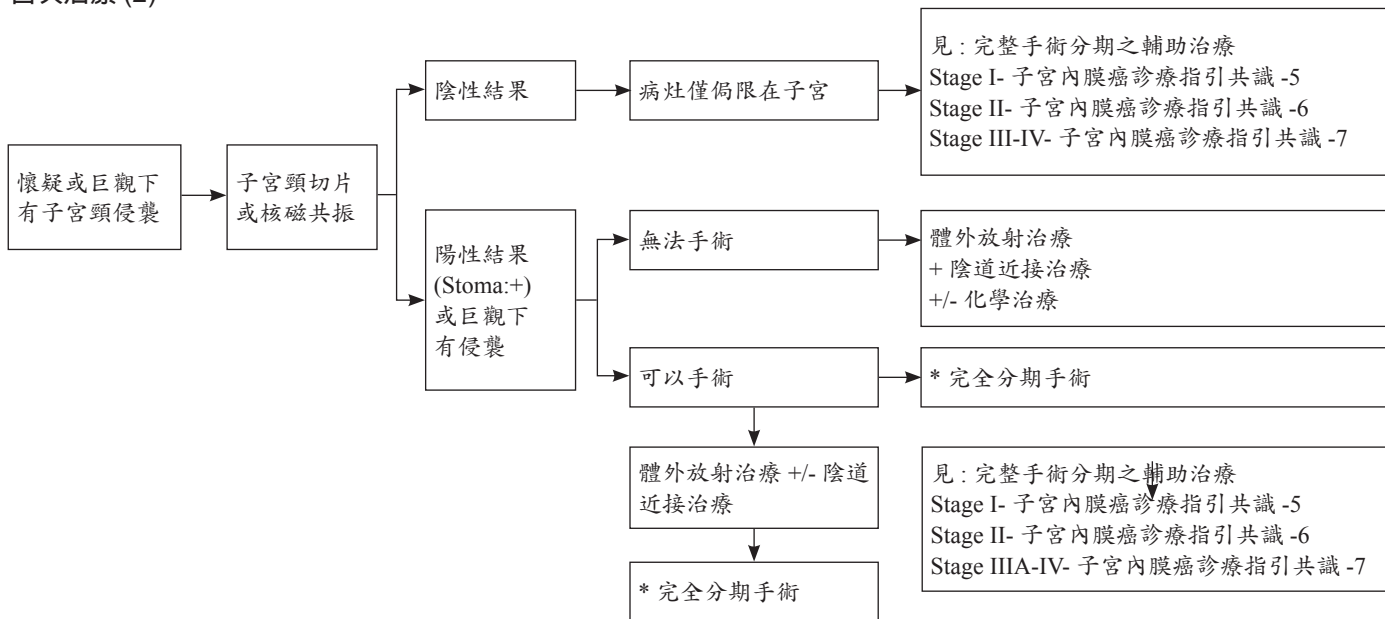 懷疑或巨觀下
有子宮頸侵襲
子宮頸切片
或核磁共振
陰性結果
病灶僅侷限在子宮
見 : 完整手術分期之輔助治療
Stage I- 子宮內膜癌診療指引共識 -5
Stage II- 子宮內膜癌診療指引共識 -6
Stage III-IV- 子宮內膜癌診療指引共識 -7
陽性結果
(Stoma:+)
或巨觀下
有侵襲
無法手術
體外放射治療
+ 陰道近接治療
+/- 化學治療
可以手術
* 完全分期手術
體外放射治療 +/- 陰道
近接治療
* 完全分期手術
見 : 完整手術分期之輔助治療
Stage I- 子宮內膜癌診療指引共識 -5
Stage II- 子宮內膜癌診療指引共識 -6
Stage IIIA-IV- 子宮內膜癌診療指引共識 -7